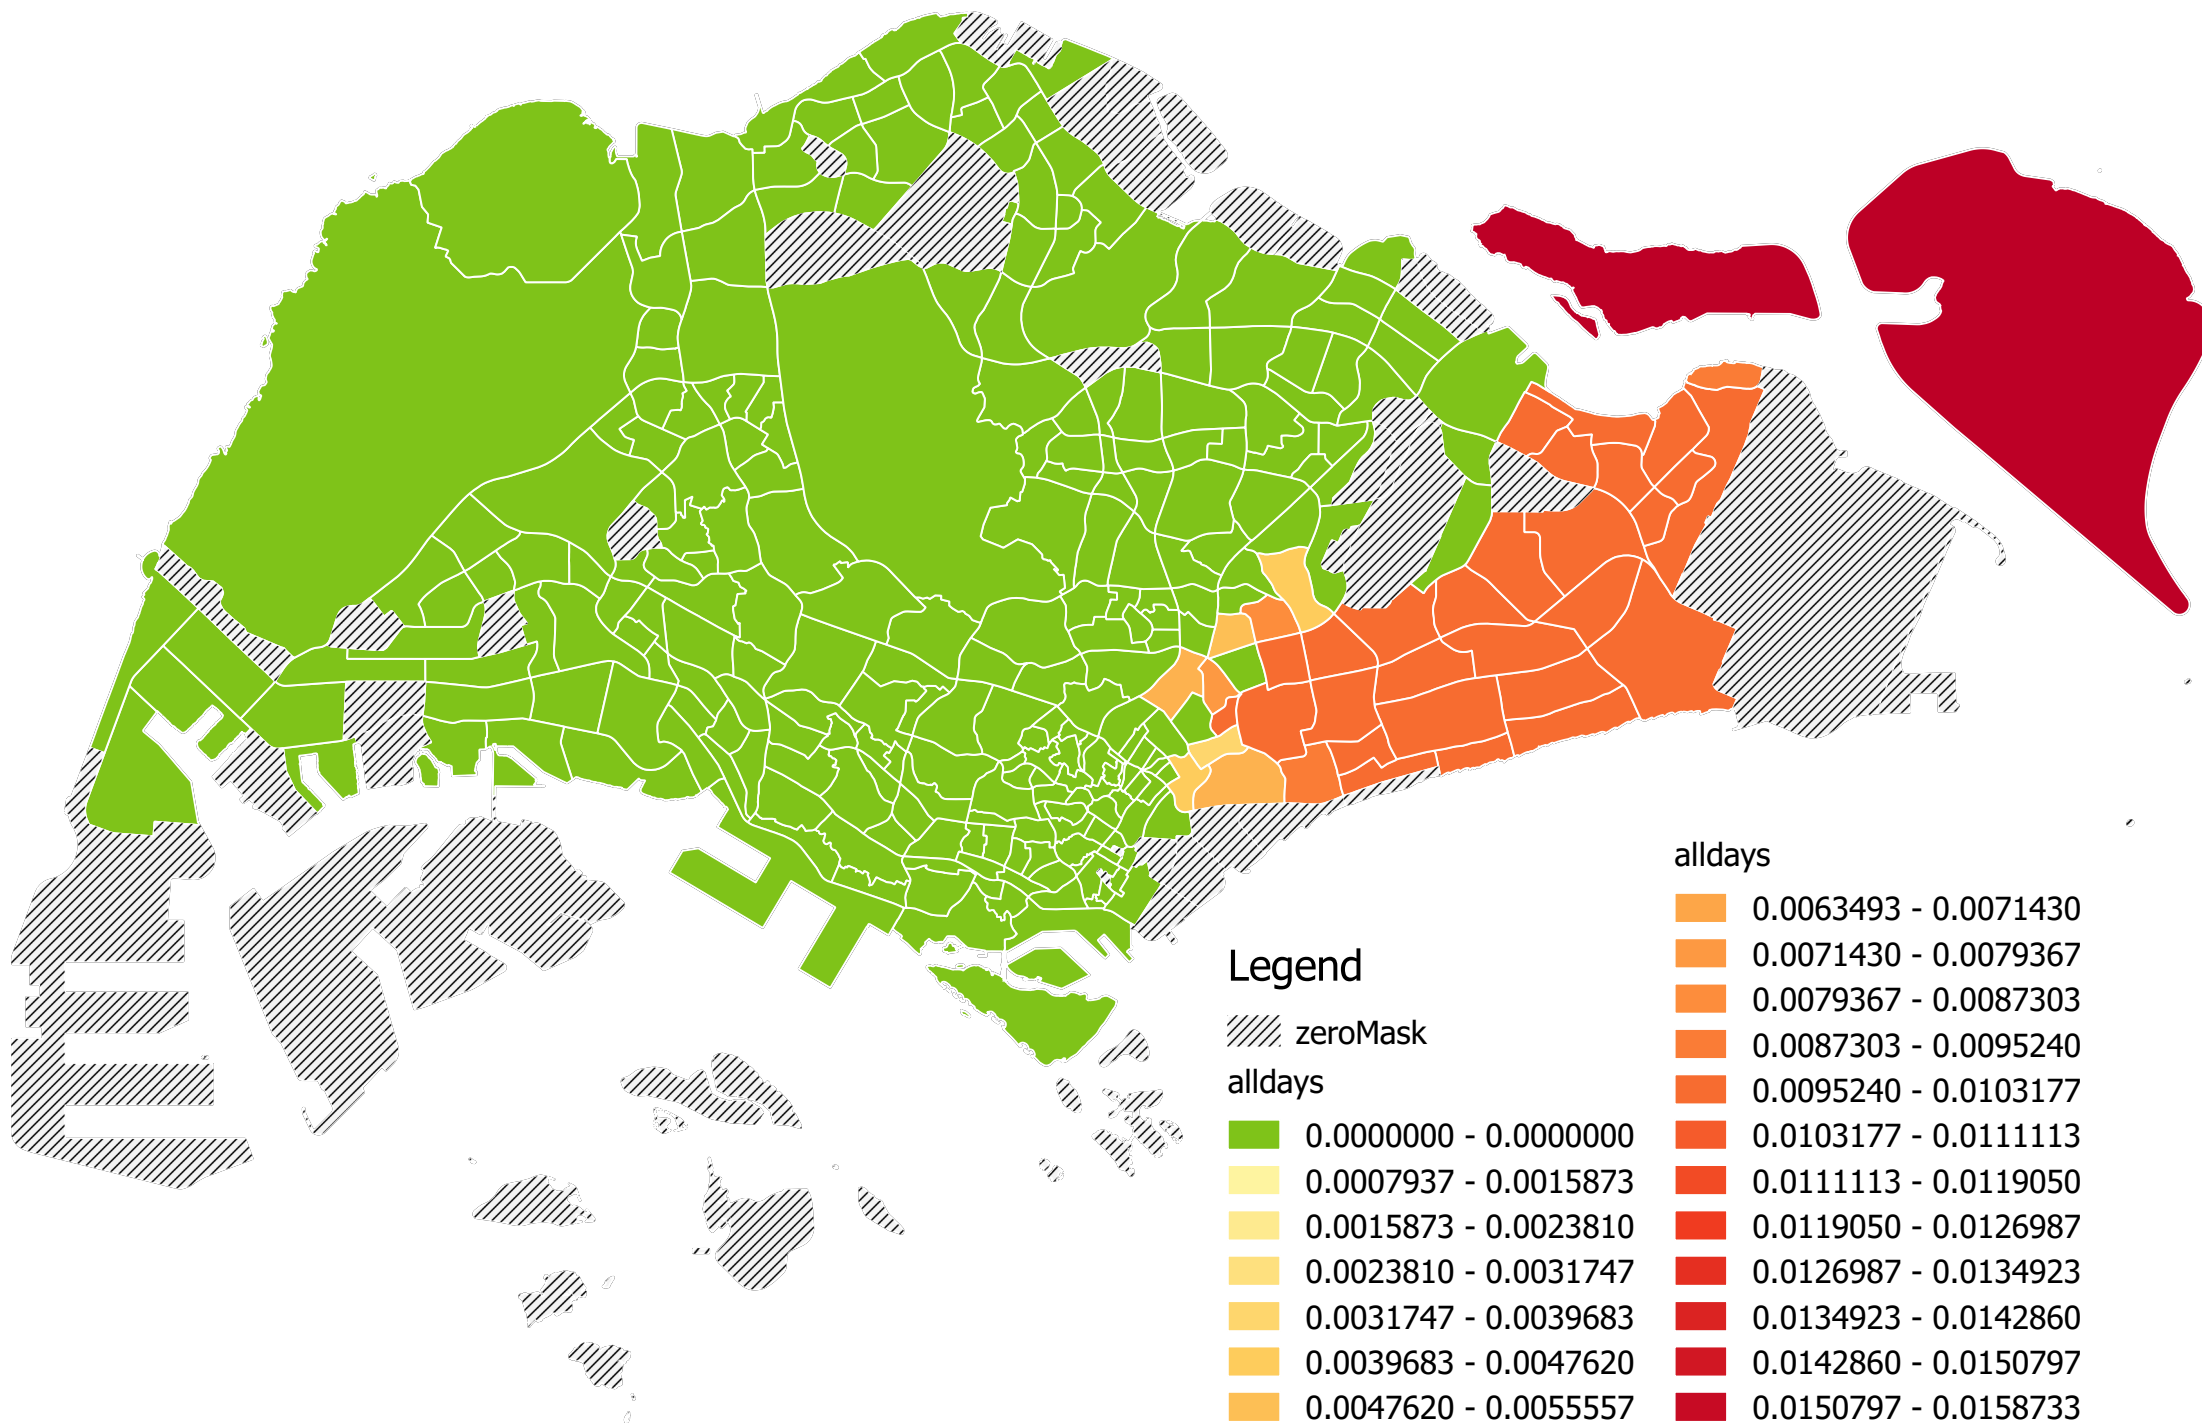 Legend
zeroMask
alldays
0.0000000 - 0.0000000
0.0007937 - 0.0015873
0.0015873 - 0.0023810
0.0023810 - 0.0031747
0.0031747 - 0.0039683
0.0039683 - 0.0047620
0.0047620 - 0.0055557
alldays
0.0063493 - 0.0071430
0.0071430 - 0.0079367
0.0079367 - 0.0087303
0.0087303 - 0.0095240
0.0095240 - 0.0103177
0.0103177 - 0.0111113
0.0111113 - 0.0119050
0.0119050 - 0.0126987
0.0126987 - 0.0134923
0.0134923 - 0.0142860
0.0142860 - 0.0150797
0.0150797 - 0.0158733